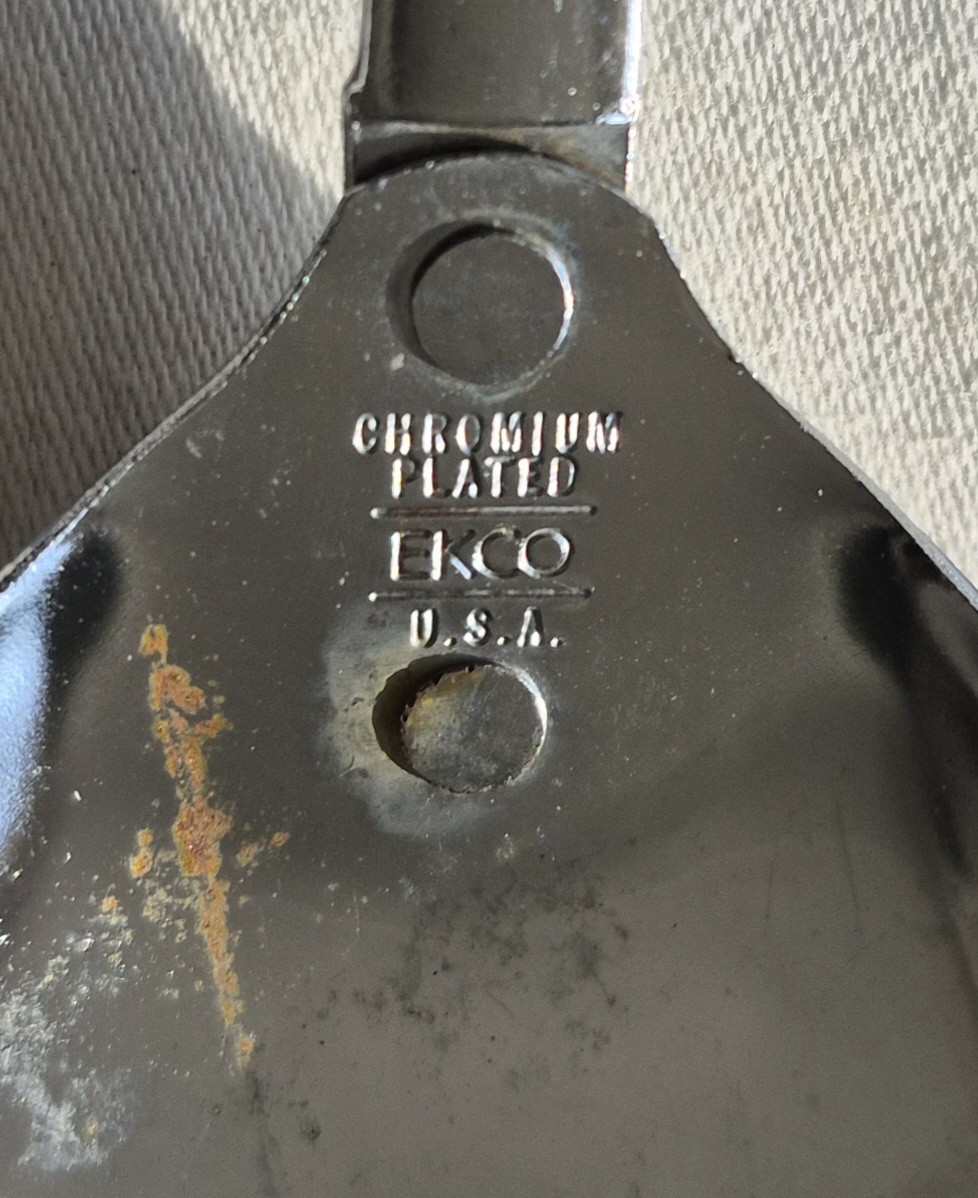 CHROMIUM
PLATED
EKCO
U.S.A.